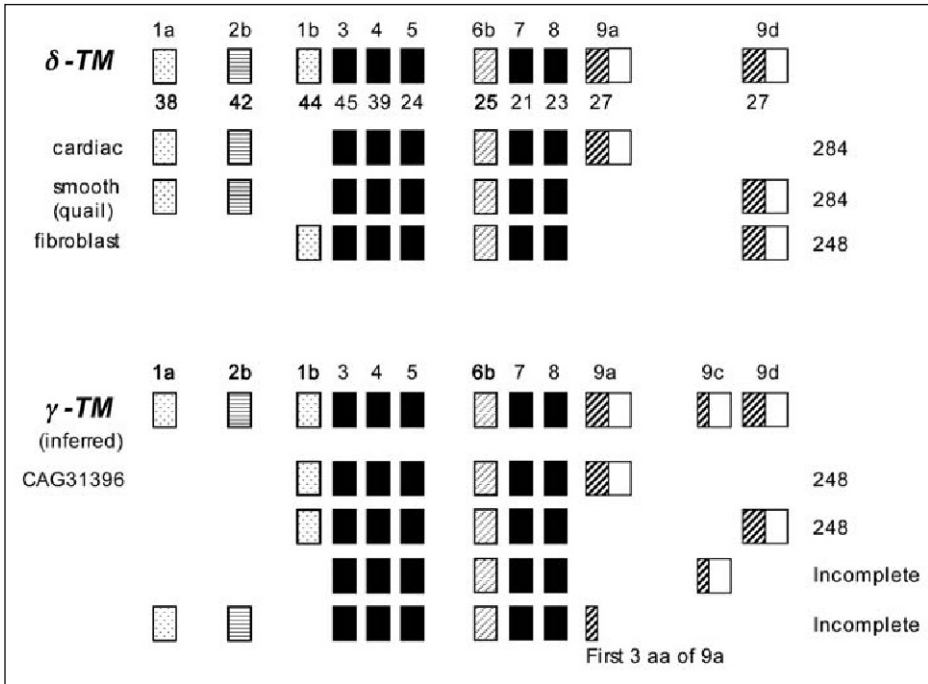 1a 2b 1b 3 4 5 6b 7 8 9a 9d
δ-TM
38 42 44 45 39 24 25 21 23 27 27
cardiac 284
smooth 284
(quail)
fibroblast 248
1a 2b 1b 3 4 5 6b 7 8 9a 9c 9d
γ-TM
(inferred)
CAG31396 248
248
Incomplete
Incomplete
First 3 aa of 9a